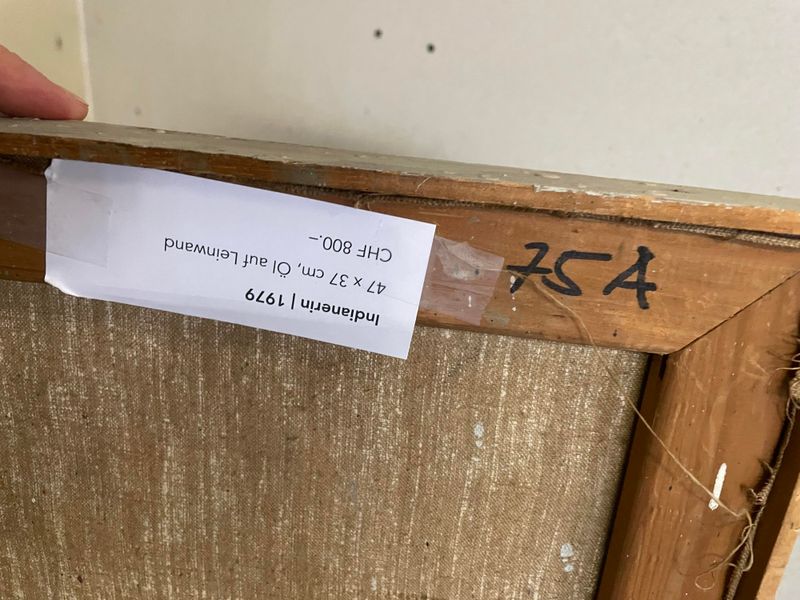 Indianerin | 1979
47 x 37 cm, Öl auf Leinwand
CHF 800.–
75A